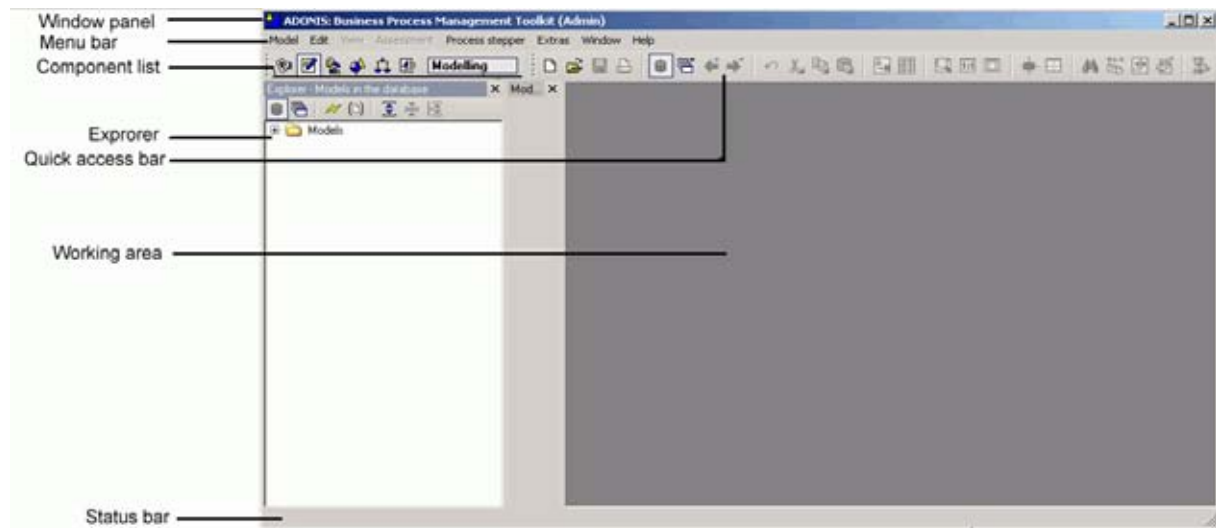 Window panel
ADONIS: Business Process Management Toolkit (Admin)
Menu bar
Model Edit View Assessment Process stepper Extras Window Help
Component list
Modelling
Explorer - Models in the database
Mod...
Exprorer
Models
Quick access bar
Working area
Status bar